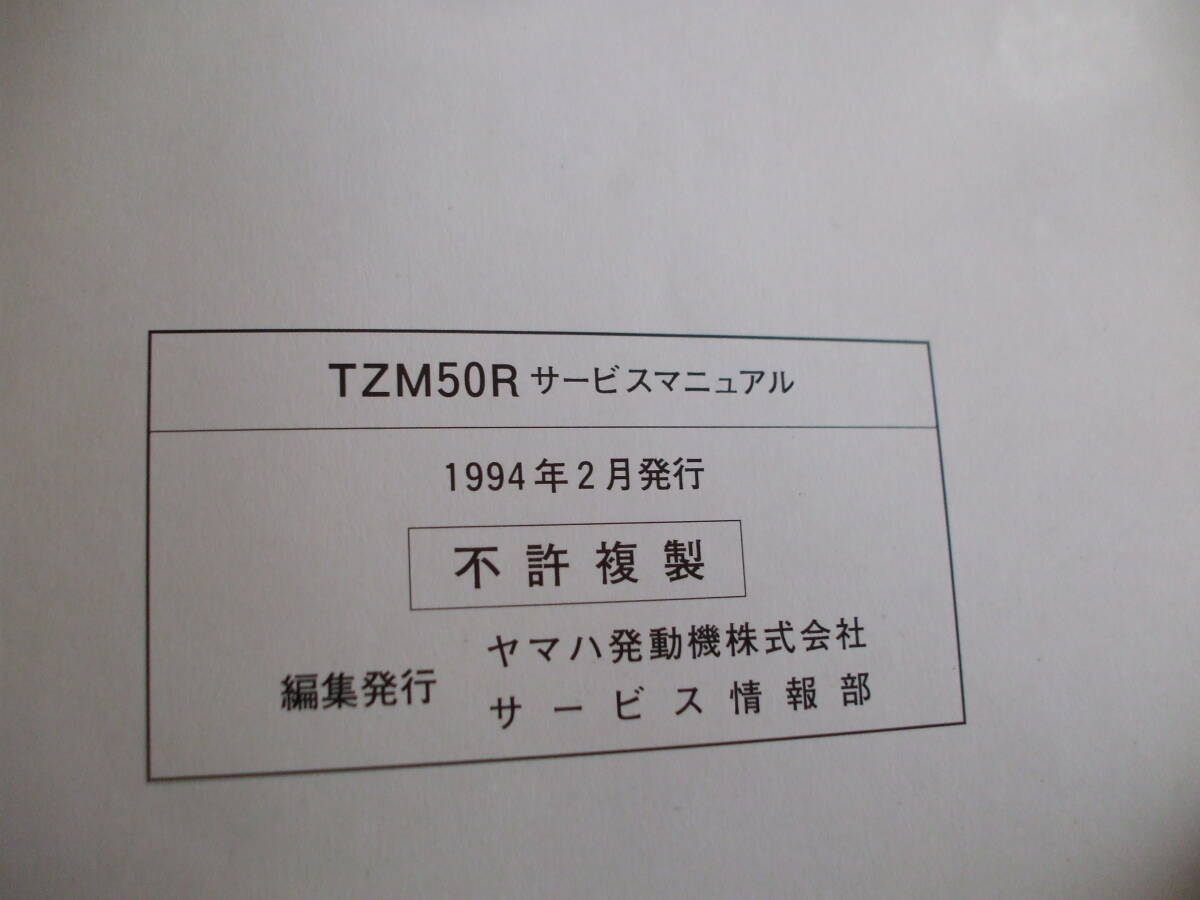 TZM50R サービスマニュアル
1994年2月発行
不許複製
編集発行 ヤマハ発動機株式会社
サービス情報部